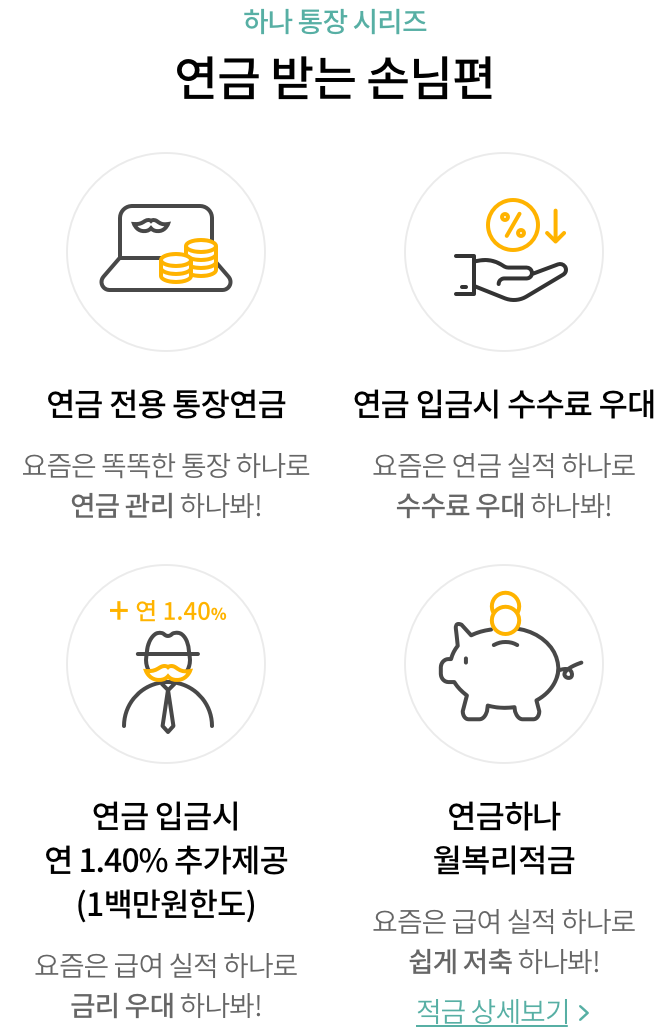 하나 통장 시리즈
연금 받는 손님편
연금 전용 통장연금
요즘은 똑똑한 통장 하나로
연금 관리 하나봐!
연금 입금시 수수료 우대
요즘은 연금 실적 하나로
수수료 우대 하나봐!
+ 연 1.40%
연금 입금시
연 1.40% 추가제공
(1백만원한도)
요즘은 급여 실적 하나로
금리 우대 하나봐!
연금하나
월복리적금
요즘은 급여 실적 하나로
쉽게 저축 하나봐!
적금 상세보기 >